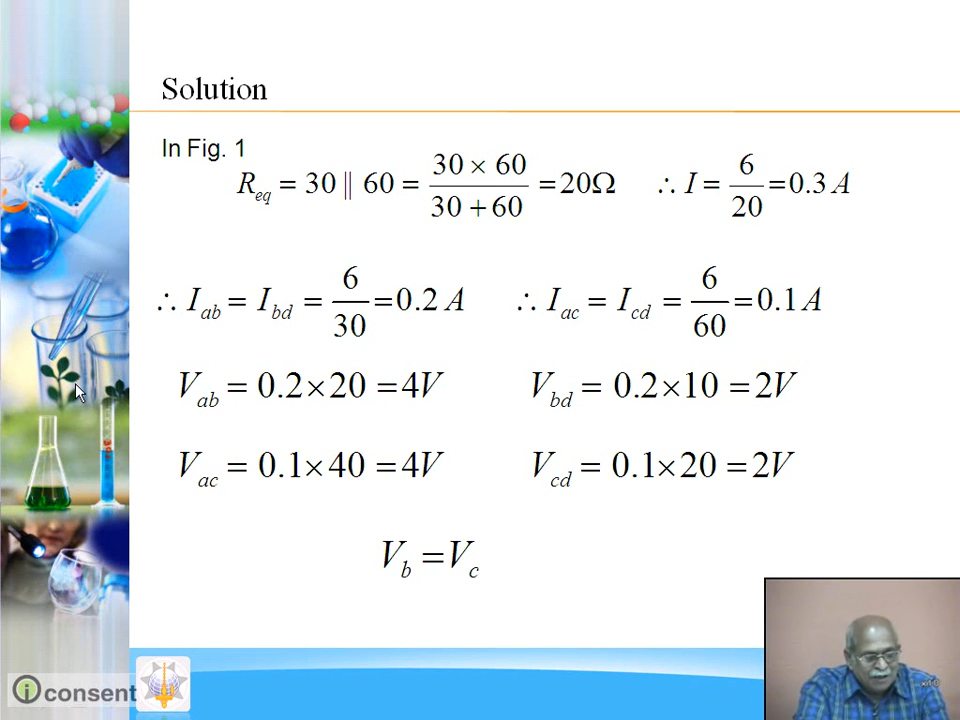 Solution
In Fig. 1
R_eq = 30 || 60 = (30 × 60)/(30 + 60) = 20Ω ∴ I = 6/20 = 0.3 A
∴ I_ab = I_bd = 6/30 = 0.2 A ∴ I_ac = I_cd = 6/60 = 0.1 A
V_ab = 0.2×20 = 4V V_bd = 0.2×10 = 2V
V_ac = 0.1×40 = 4V V_cd = 0.1×20 = 2V
V_b = V_c
i consent